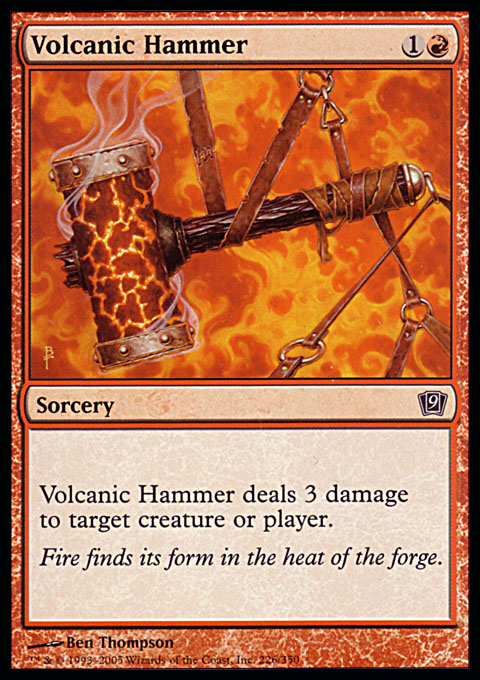 Volcanic Hammer 1
Sorcery 9
Volcanic Hammer deals 3 damage
to target creature or player.
Fire finds its form in the heat of the forge.
Ben Thompson
™ & © 1993-2005 Wizards of the Coast, Inc. 226/350